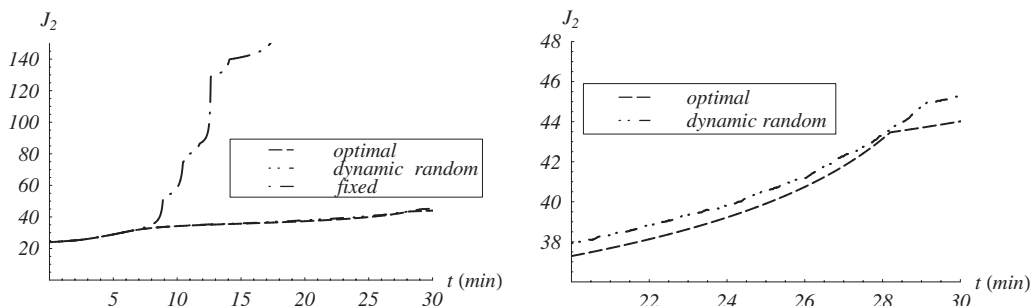 J2
140
120
100
80
60
40
20
optimal
dynamic random
fixed
5 10 15 20 25 30
t (min)
J2
48
46
44
42
40
38
optimal
dynamic random
22 24 26 28 30
t (min)